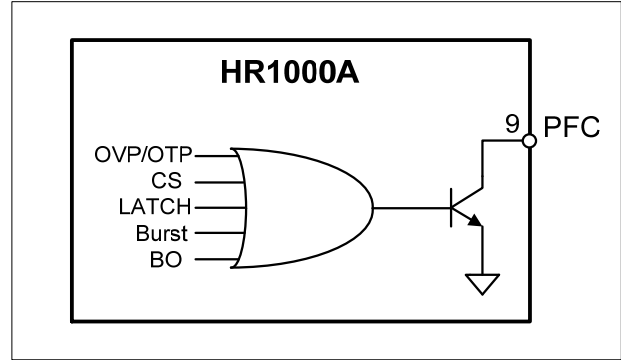 HR1000A
9 PFC
OVP/OTP
CS
LATCH
Burst
BO